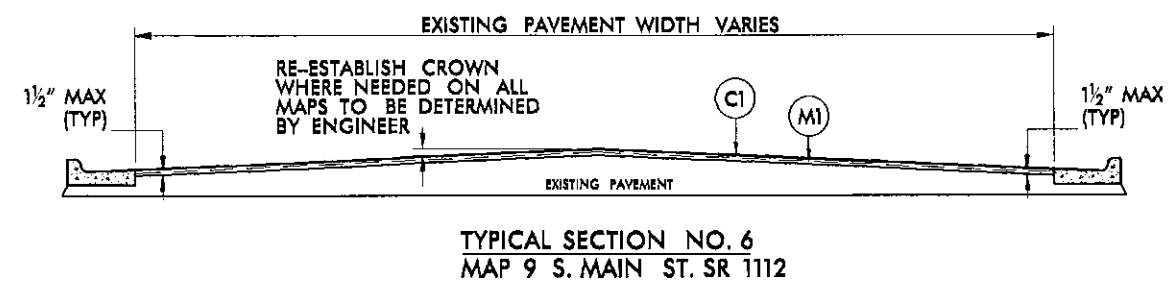 EXISTING PAVEMENT WIDTH VARIES
RE-ESTABLISH CROWN
WHERE NEEDED ON ALL
MAPS TO BE DETERMINED
BY ENGINEER
1½" MAX
(TYP)
C1
M1
1½" MAX
(TYP)
EXISTING PAVEMENT
TYPICAL SECTION NO. 6
MAP 9 S. MAIN ST. SR 1112